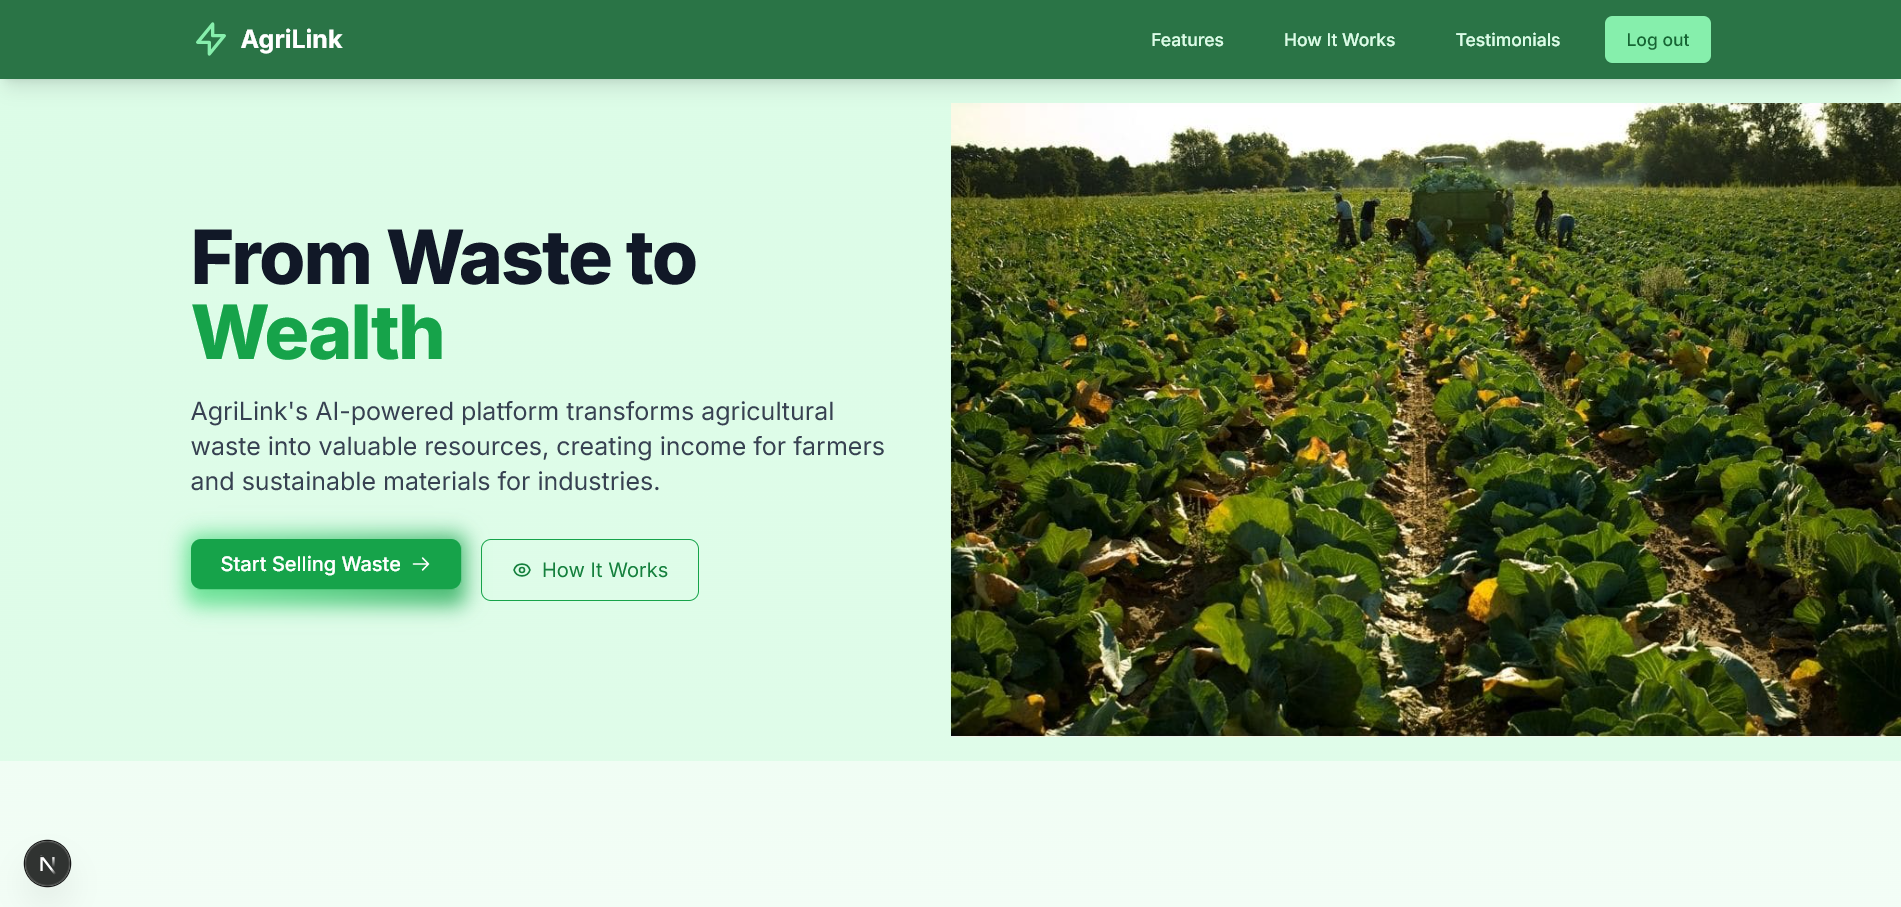 AgriLink
Features
How It Works
Testimonials
Log out
From Waste to
Wealth
AgriLink's AI-powered platform transforms agricultural
waste into valuable resources, creating income for farmers
and sustainable materials for industries.
Start Selling Waste →
How It Works
N